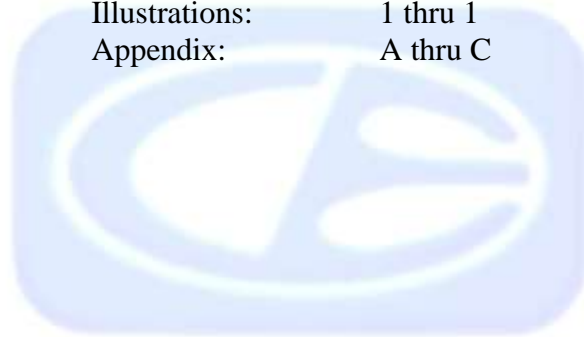 Illustrations: 1 thru 1
Appendix: A thru C